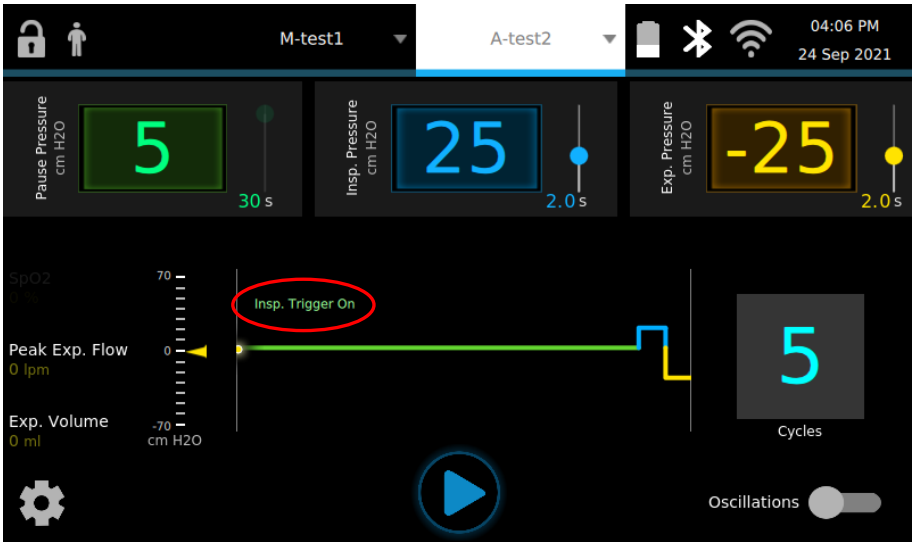 M-test1
A-test2
04:06 PM
24 Sep 2021
Pause Pressure
cm H2O
5
30 s
Insp. Pressure
cm H2O
25
2.0 s
Exp. Pressure
cm H2O
-25
2.0 s
SpO2
0 %
Peak Exp. Flow
0 lpm
Exp. Volume
0 ml
70
0
-70
cm H2O
Insp. Trigger On
5
Cycles
Oscillations